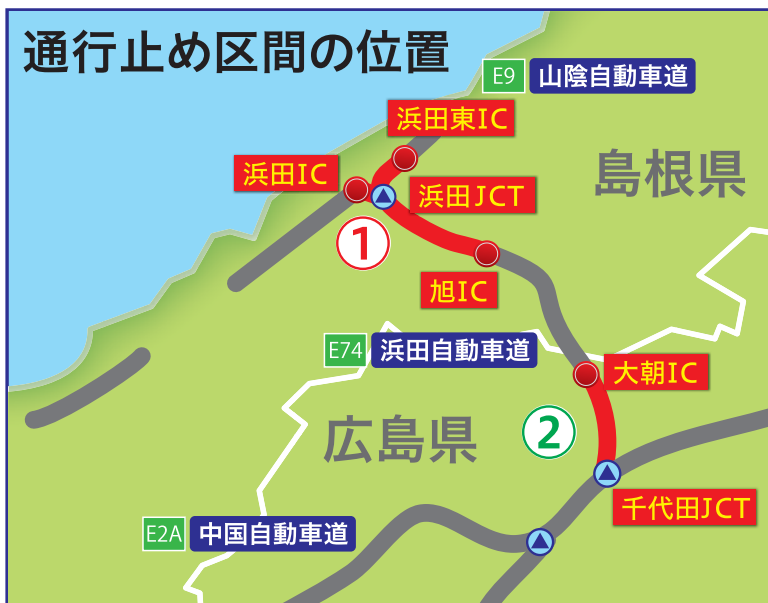 通行止め区間の位置
E9 山陰自動車道
浜田東IC
浜田IC
島根県
浜田JCT
1
旭IC
E74 浜田自動車道
大朝IC
広島県
2
千代田JCT
E2A 中国自動車道